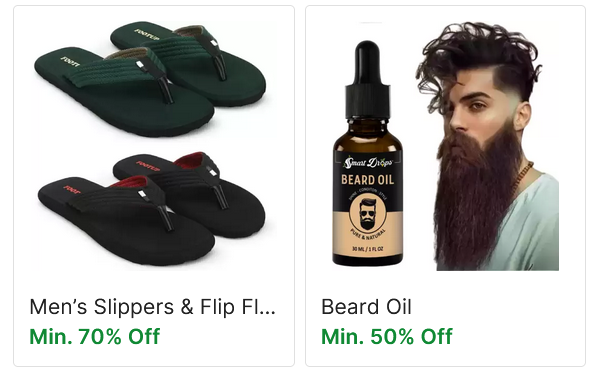 FOOTUP
FOOT
Men's Slippers & Flip Fl...
Min. 70% Off
Smart Drops
BEARD OIL
PURE & NATURAL
30 ML / 1 FL OZ
Beard Oil
Min. 50% Off